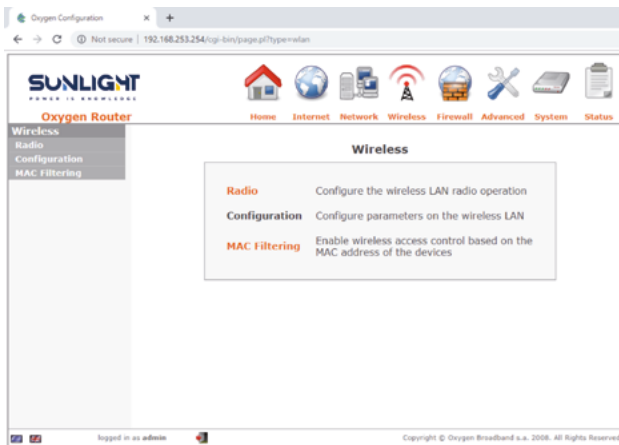 Oxygen Configuration
Not secure | 192.168.253.254/cgi-bin/page.pl?type=wlan
SUNLIGHT
POWER IS KNOWLEDGE
Oxygen Router
Home Internet Network Wireless Firewall Advanced System Status
Wireless
Radio
Configuration
MAC Filtering
Wireless
Radio Configure the wireless LAN radio operation
Configuration Configure parameters on the wireless LAN
MAC Filtering Enable wireless access control based on the
MAC address of the devices
logged in as admin
Copyright © Oxygen Broadband s.a. 2008. All Rights Reserved